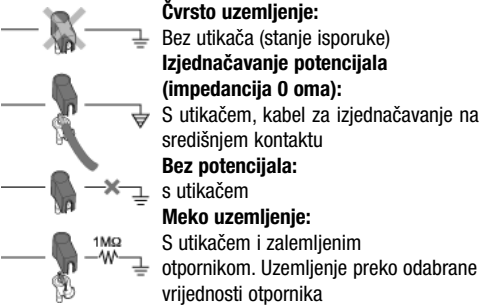 Čvrsto uzemljenje:
Bez utikača (stanje isporuke)
Izjednačavanje potencijala
(impedancija 0 oma):
S utikačem, kabel za izjednačavanje na
središnjem kontaktu
Bez potencijala:
s utikačem
Meko uzemljenje:
1MΩ
S utikačem i zalemljenim
otpornikom. Uzemljenje preko odabrane
vrijednosti otpornika